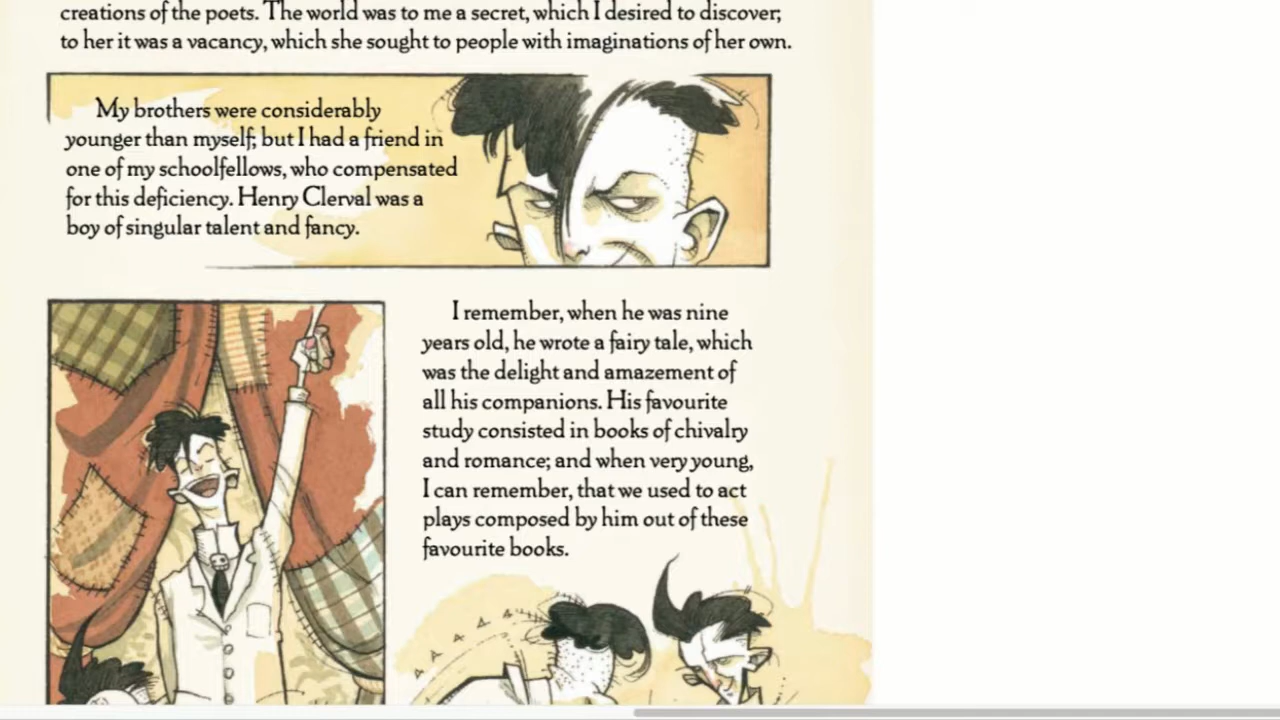 creations of the poets. The world was to me a secret, which I desired to discover;
to her it was a vacancy, which she sought to people with imaginations of her own.
My brothers were considerably
younger than myself; but I had a friend in
one of my schoolfellows, who compensated
for this deficiency. Henry Clerval was a
boy of singular talent and fancy.
I remember, when he was nine
years old, he wrote a fairy tale, which
was the delight and amazement of
all his companions. His favourite
study consisted in books of chivalry
and romance; and when very young,
I can remember, that we used to act
plays composed by him out of these
favourite books.